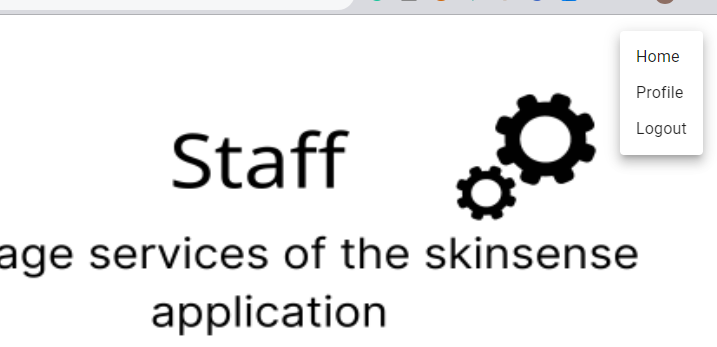 Home
Profile
Logout
Staff
age services of the skinsense
application